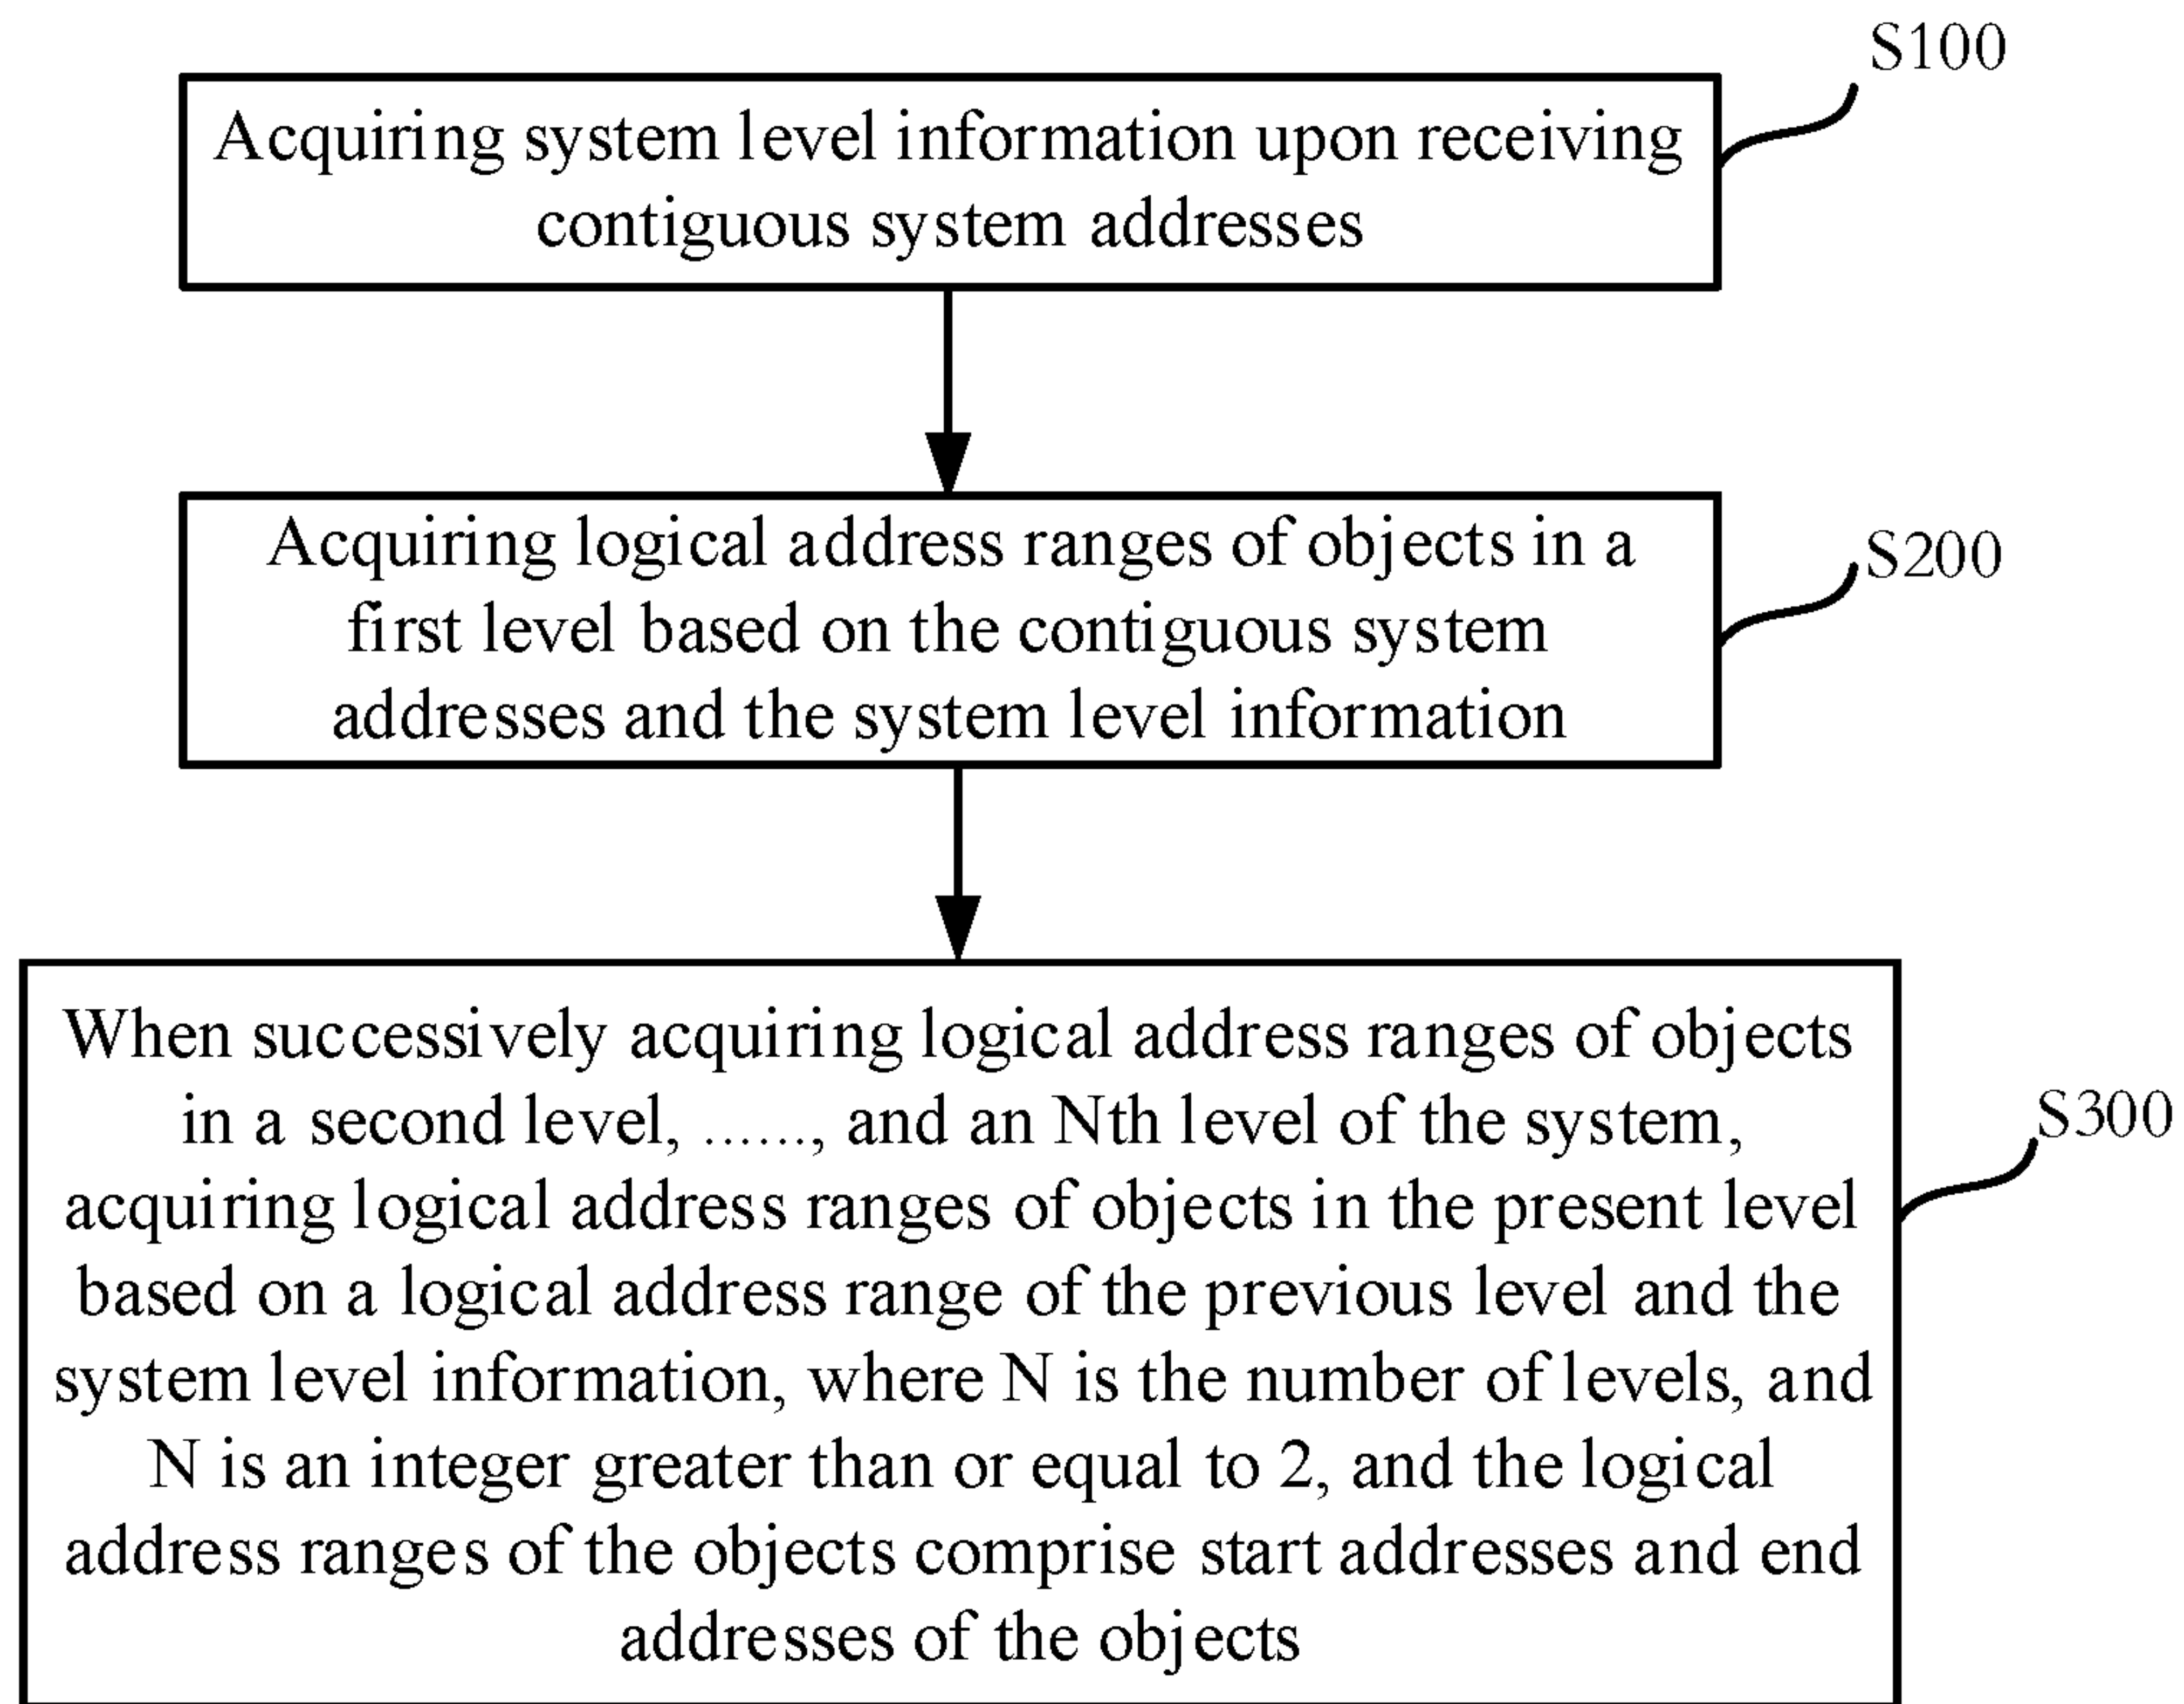 S100
Acquiring system level information upon receiving
contiguous system addresses
Acquiring logical address ranges of objects in a
first level based on the contiguous system
addresses and the system level information
S200
When successively acquiring logical address ranges of objects
in a second level, ......, and an Nth level of the system,
acquiring logical address ranges of objects in the present level
based on a logical address range of the previous level and the
system level information, where N is the number of levels, and
N is an integer greater than or equal to 2, and the logical
address ranges of the objects comprise start addresses and end
addresses of the objects
S300